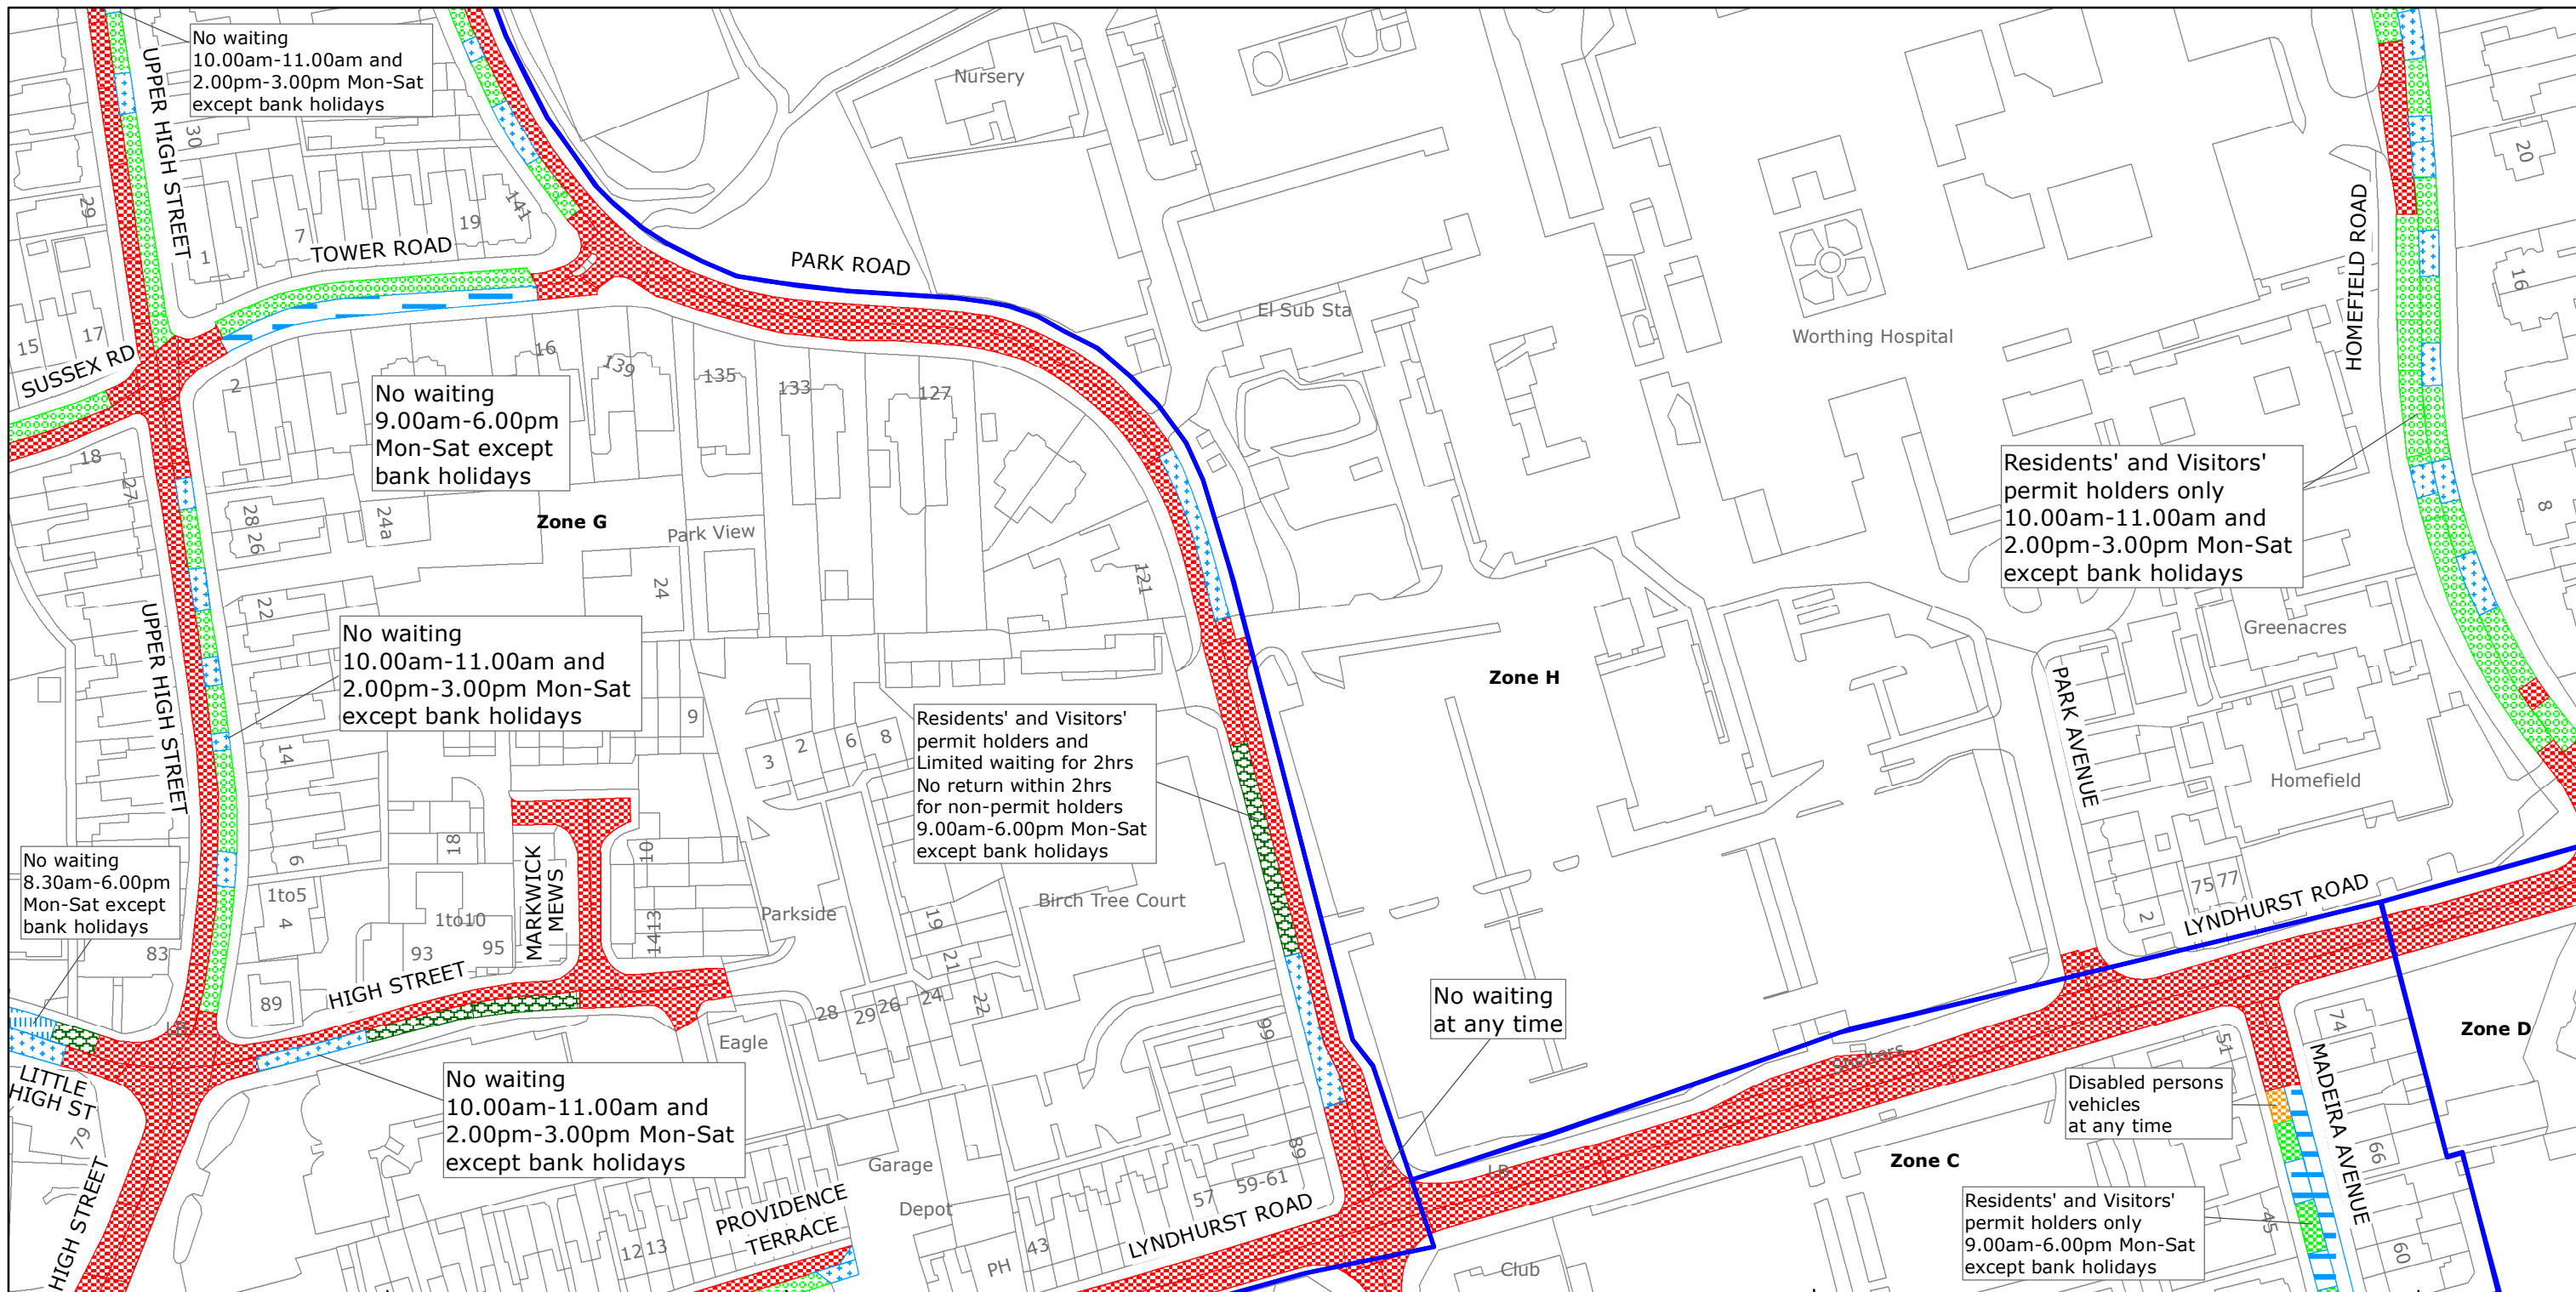 No waiting
10.00am-11.00am and
2.00pm-3.00pm Mon-Sat
except bank holidays
UPPER HIGH STREET
30
29
1
7
19
141
TOWER ROAD
15
17
SUSSEX RD
PARK ROAD
Nursery
El Sub Sta
Worthing Hospital
HOMEFIELD ROAD
20
16
8
2
16
139
135
133
127
No waiting
9.00am-6.00pm
Mon-Sat except
bank holidays
18
27
28
26
24a
Zone G
Park View
24
121
22
Residents' and Visitors'
permit holders only
10.00am-11.00am and
2.00pm-3.00pm Mon-Sat
except bank holidays
Greenacres
UPPER HIGH STREET
No waiting
10.00am-11.00am and
2.00pm-3.00pm Mon-Sat
except bank holidays
Zone H
PARK AVENUE
9
3
2
6
8
14
Residents' and Visitors'
permit holders and
Limited waiting for 2hrs
No return within 2hrs
for non-permit holders
9.00am-6.00pm Mon-Sat
except bank holidays
Homefield
No waiting
8.30am-6.00pm
Mon-Sat except
bank holidays
83
6
18
10
1to5
4
1to10
93
95
89
MARKWICK
MEWS
13
14
Parkside
Birch Tree Court
19
21
22
24
26
29
28
HIGH STREET
LB
Eagle
75
77
2
LYNDHURST ROAD
No waiting
at any time
Shelters
99
89
74
51
Zone D
LITTLE
HIGH ST
79
HIGH STREET
No waiting
10.00am-11.00am and
2.00pm-3.00pm Mon-Sat
except bank holidays
Disabled persons
vehicles
at any time
MADEIRA AVENUE
66
Garage
Depot
57
59-61
LB
Zone C
Residents' and Visitors'
permit holders only
9.00am-6.00pm Mon-Sat
except bank holidays
45
60
PROVIDENCE
TERRACE
12
13
PH
43
LYNDHURST ROAD
Club